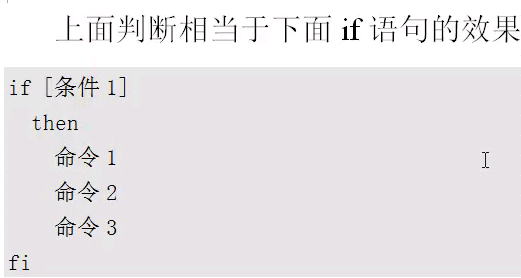 上面判断相当于下面 if 语句的效果
if [条件 1]
then
命令 1
命令 2
命令 3
fi